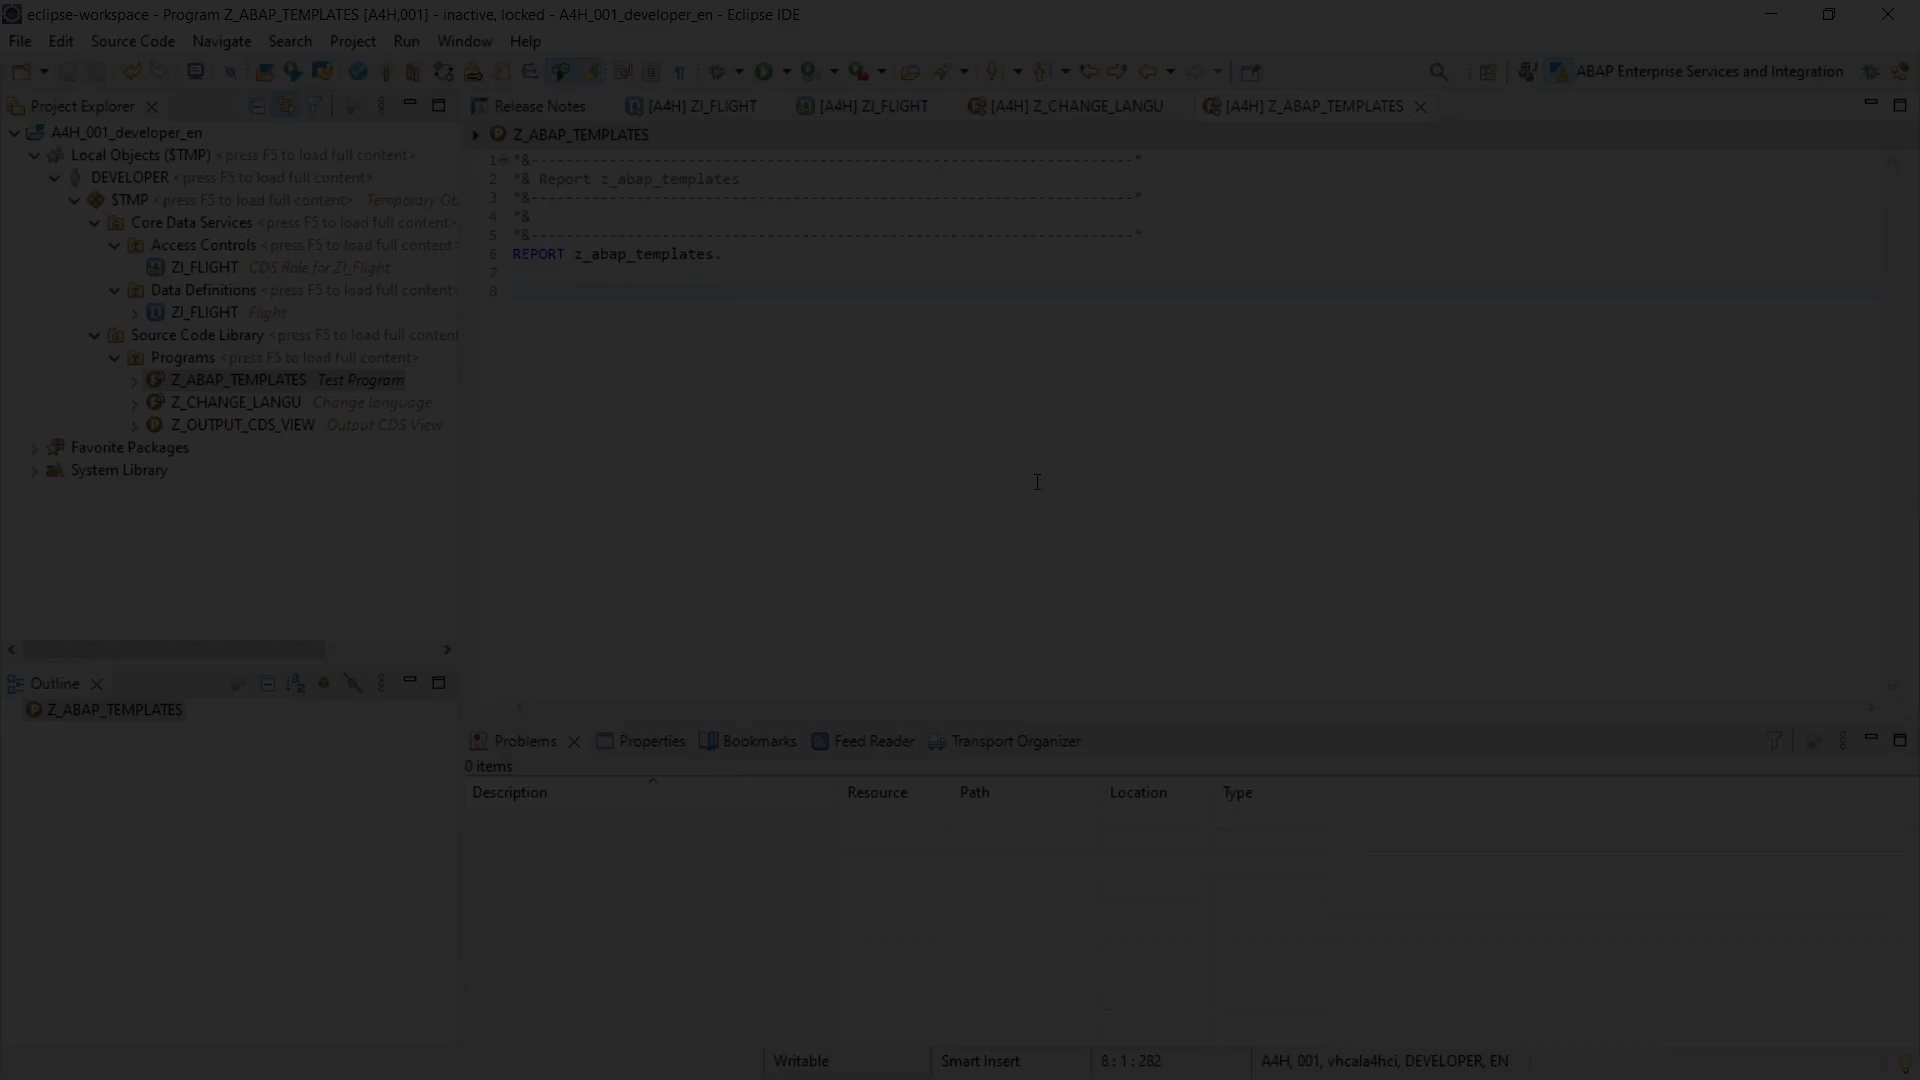 eclipse-workspace - Program Z_ABAP_TEMPLATES [A4H,001] - inactive, locked - A4H_001_developer_en - Eclipse IDE
File Edit Source Code Navigate Search Project Run Window Help
ABAP Enterprise Services and Integration
Project Explorer
A4H_001_developer_en
Local Objects ($TMP) <press F5 to load full content>
DEVELOPER <press F5 to load full content>
$TMP <press F5 to load full content> Temporary Ob
Core Data Services <press F5 to load full content>
Access Controls <press F5 to load full content>
ZI_FLIGHT CDS Role for ZI_Flight
Data Definitions <press F5 to load full content>
ZI_FLIGHT Flight
Source Code Library <press F5 to load full content
Programs <press F5 to load full content>
Z_ABAP_TEMPLATES Test Program
Z_CHANGE_LANGU Change language
Z_OUTPUT_CDS_VIEW Output CDS View
Favorite Packages
System Library
Outline
Z_ABAP_TEMPLATES
Release Notes [A4H] ZI_FLIGHT [A4H] ZI_FLIGHT [A4H] Z_CHANGE_LANGU [A4H] Z_ABAP_TEMPLATES
Z_ABAP_TEMPLATES
1 *&---------------------------------------------------------------------*
2 *& Report z_abap_templates
3 *&---------------------------------------------------------------------*
4 *&
5 *&---------------------------------------------------------------------*
6 REPORT z_abap_templates.
7
8
Problems Properties Bookmarks Feed Reader Transport Organizer
0 items
Description Resource Path Location Type
Writable Smart Insert 8 : 1 : 282 A4H, 001, vhcala4hci, DEVELOPER, EN